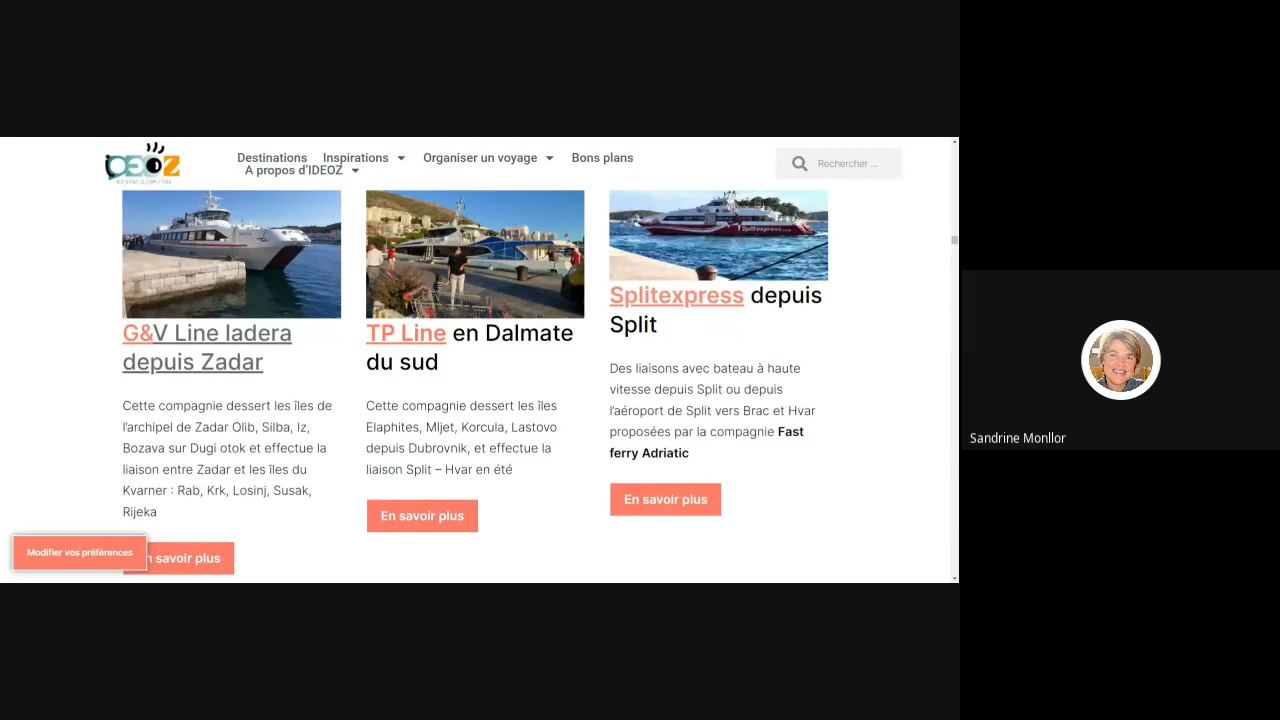 IDEOZ
Destinations Inspirations Organiser un voyage Bons plans
A propos d'IDEOZ
Rechercher ...
G&V Line Iadera
depuis Zadar
Cette compagnie dessert les îles de
l'archipel de Zadar Olib, Silba, Iz,
Bozava sur Dugi otok et effectue la
liaison entre Zadar et les îles du
Kvarner : Rab, Krk, Losinj, Susak,
Rijeka
n savoir plus
TP Line en Dalmate
du sud
Cette compagnie dessert les îles
Elaphites, Mljet, Korcula, Lastovo
depuis Dubrovnik, et effectue la
liaison Split – Hvar en été
En savoir plus
Splitexpress.com
Splitexpress depuis
Split
Des liaisons avec bateau à haute
vitesse depuis Split ou depuis
l'aéroport de Split vers Brac et Hvar
proposées par la compagnie Fast
ferry Adriatic
En savoir plus
Modifier vos préférences
Sandrine Monllor